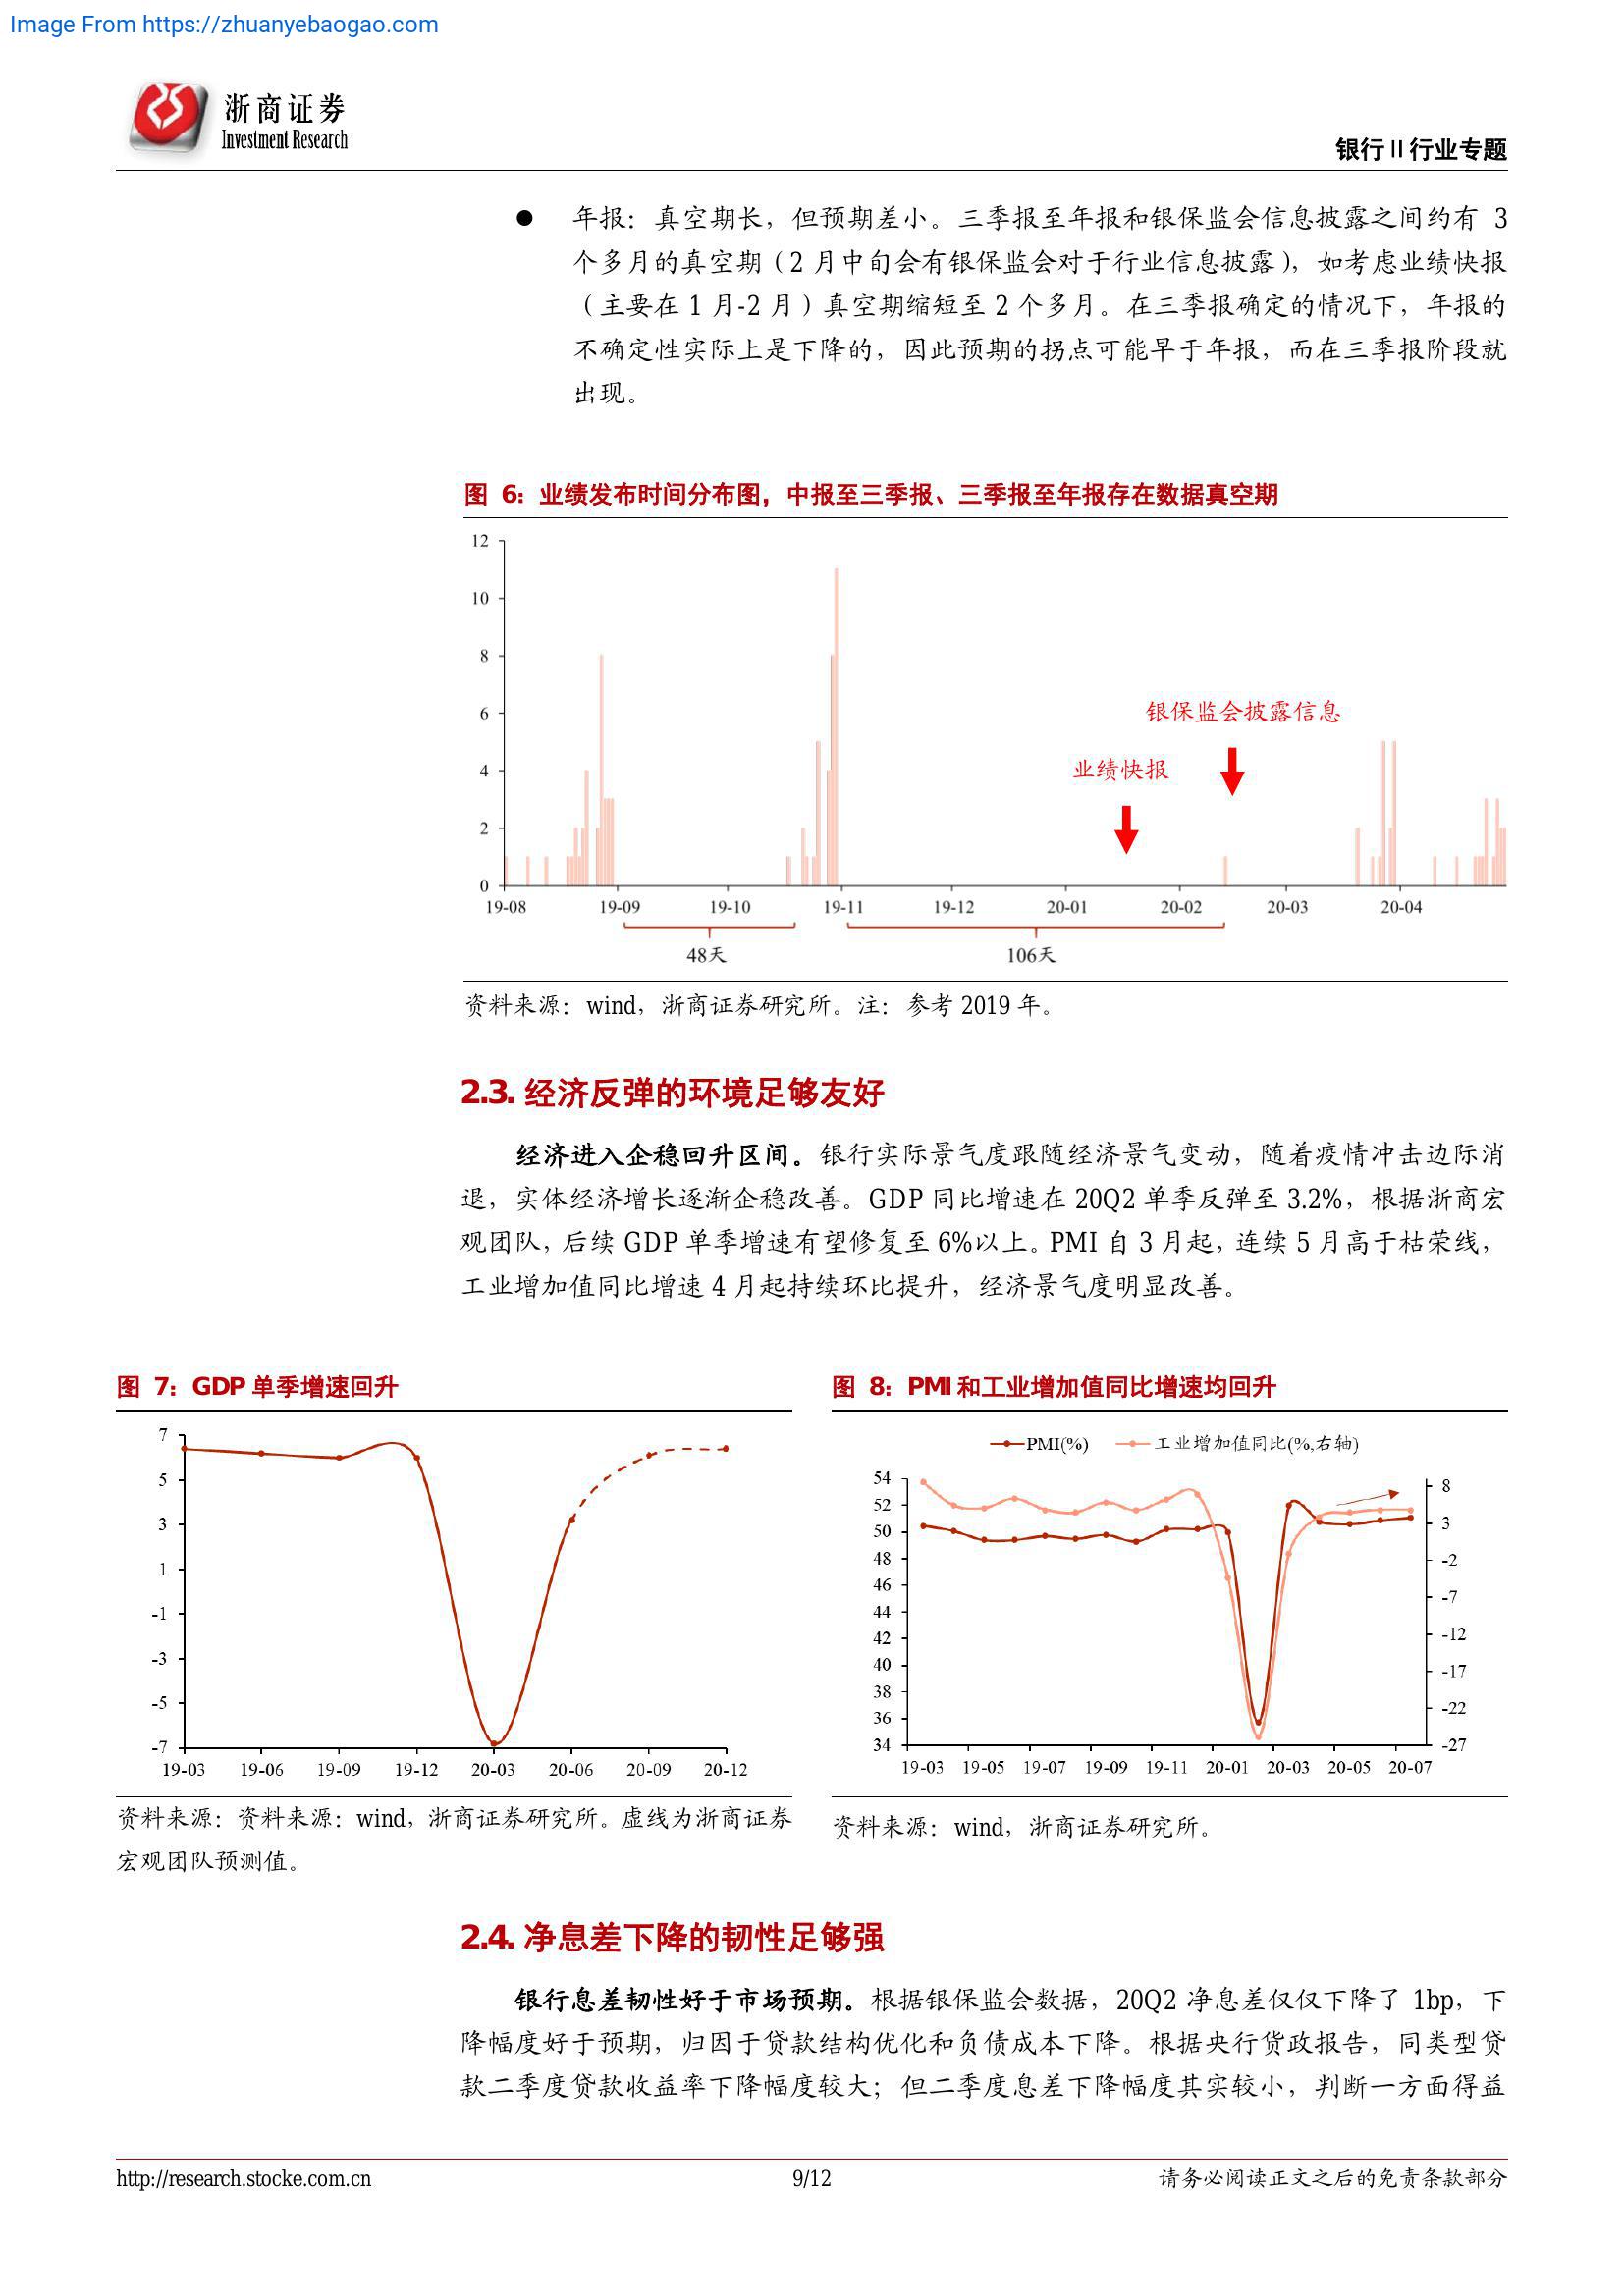 Image From https://zhuanyebaogao.com
浙商证券
Investment Research
银行Ⅱ行业专题
● 年报：真空期长，但预期差小。三季报至年报和银保监会信息披露之间约有 3
个多月的真空期（2 月中旬会有银保监会对于行业信息披露），如考虑业绩快报
（主要在 1 月-2 月）真空期缩短至 2 个多月。在三季报确定的情况下，年报的
不确定性实际上是下降的，因此预期的拐点可能早于年报，而在三季报阶段就
出现。
图 6：业绩发布时间分布图，中报至三季报、三季报至年报存在数据真空期
12
10
8
6
4
2
0
银保监会披露信息
业绩快报
19-08 19-09 19-10 19-11 19-12 20-01 20-02 20-03 20-04
48天 106天
资料来源：wind，浙商证券研究所。注：参考 2019 年。
2.3. 经济反弹的环境足够友好
经济进入企稳回升区间。银行实际景气度跟随经济景气变动，随着疫情冲击边际消
退，实体经济增长逐渐企稳改善。GDP 同比增速在 20Q2 单季反弹至 3.2%，根据浙商宏
观团队，后续 GDP 单季增速有望修复至 6%以上。PMI 自 3 月起，连续 5 月高于枯荣线，
工业增加值同比增速 4 月起持续环比提升，经济景气度明显改善。
图 7：GDP 单季增速回升
7
5
3
1
-1
-3
-5
-7
19-03 19-06 19-09 19-12 20-03 20-06 20-09 20-12
资料来源：资料来源：wind，浙商证券研究所。虚线为浙商证券
宏观团队预测值。
图 8：PMI 和工业增加值同比增速均回升
PMI(%) 工业增加值同比(%,右轴)
54
52
50
48
46
44
42
40
38
36
34
8
3
-2
-7
-12
-17
-22
-27
19-03 19-05 19-07 19-09 19-11 20-01 20-03 20-05 20-07
资料来源：wind，浙商证券研究所。
2.4. 净息差下降的韧性足够强
银行息差韧性好于市场预期。根据银保监会数据，20Q2 净息差仅仅下降了 1bp，下
降幅度好于预期，归因于贷款结构优化和负债成本下降。根据央行货政报告，同类型贷
款二季度贷款收益率下降幅度较大；但二季度息差下降幅度其实较小，判断一方面得益
http://research.stocke.com.cn
9/12
请务必阅读正文之后的免责条款部分